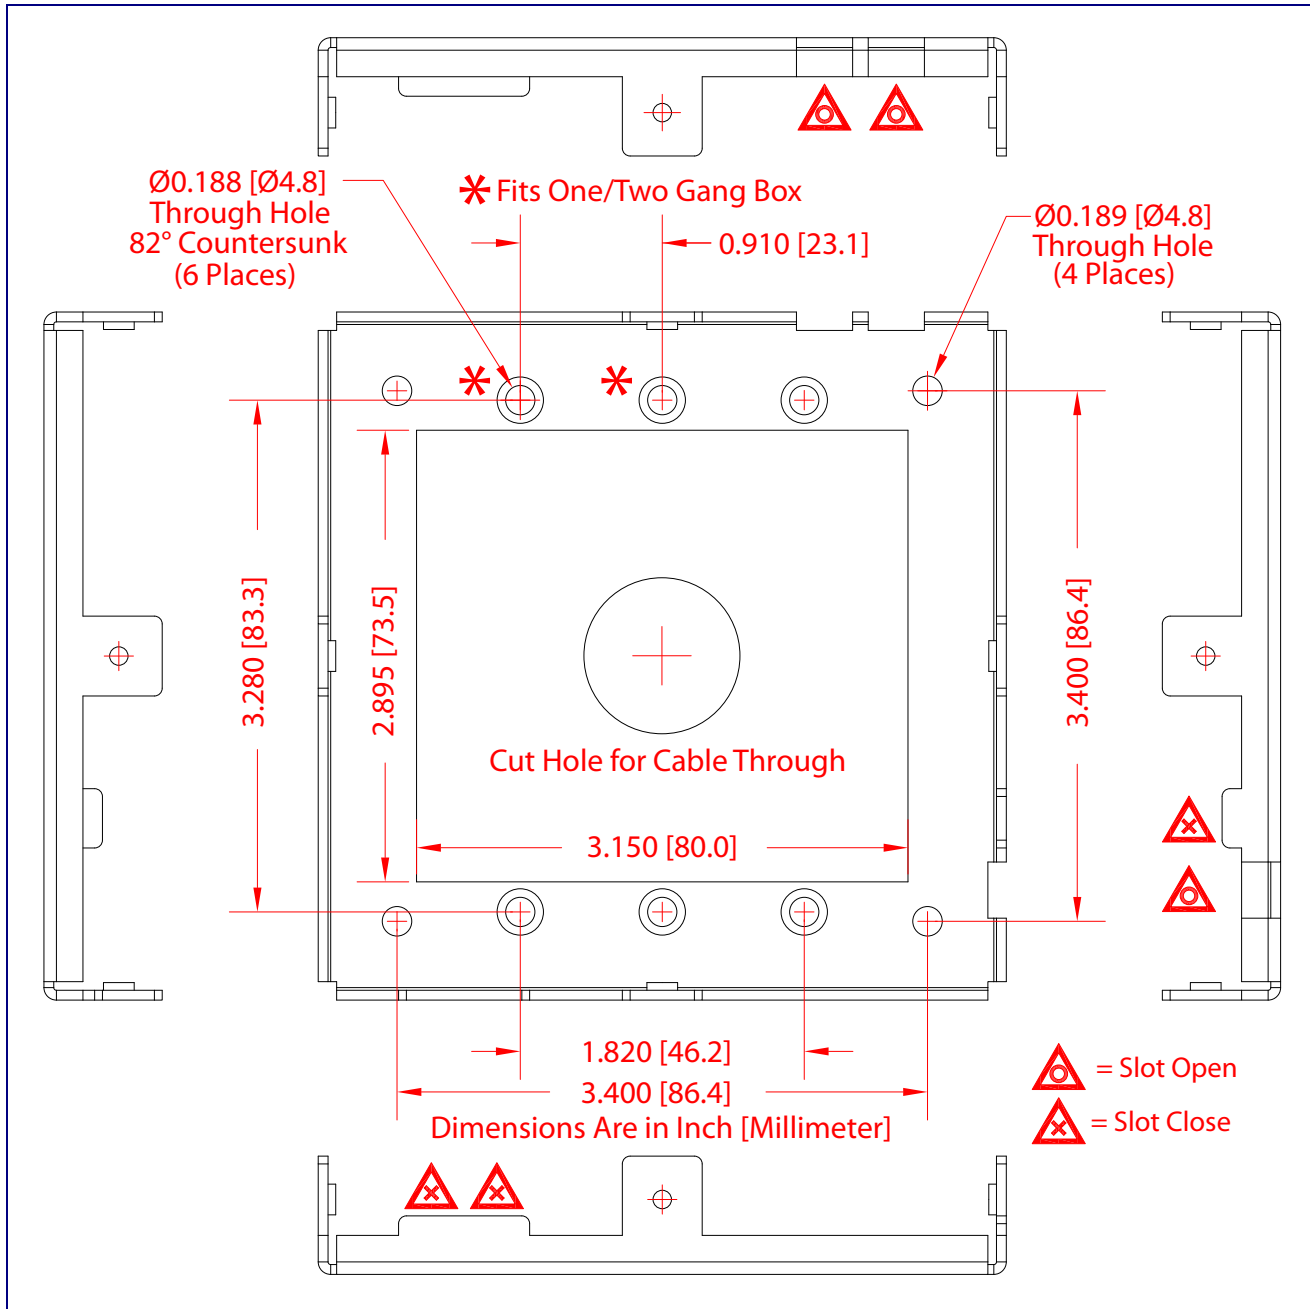 Ø0.188 [Ø4.8]
Through Hole
82° Countersunk
(6 Places)
* Fits One/Two Gang Box
0.910 [23.1]
Ø0.189 [Ø4.8]
Through Hole
(4 Places)
*
*
3.280 [83.3]
2.895 [73.5]
3.400 [86.4]
Cut Hole for Cable Through
3.150 [80.0]
1.820 [46.2]
3.400 [86.4]
Dimensions Are in Inch [Millimeter]
= Slot Open
= Slot Close